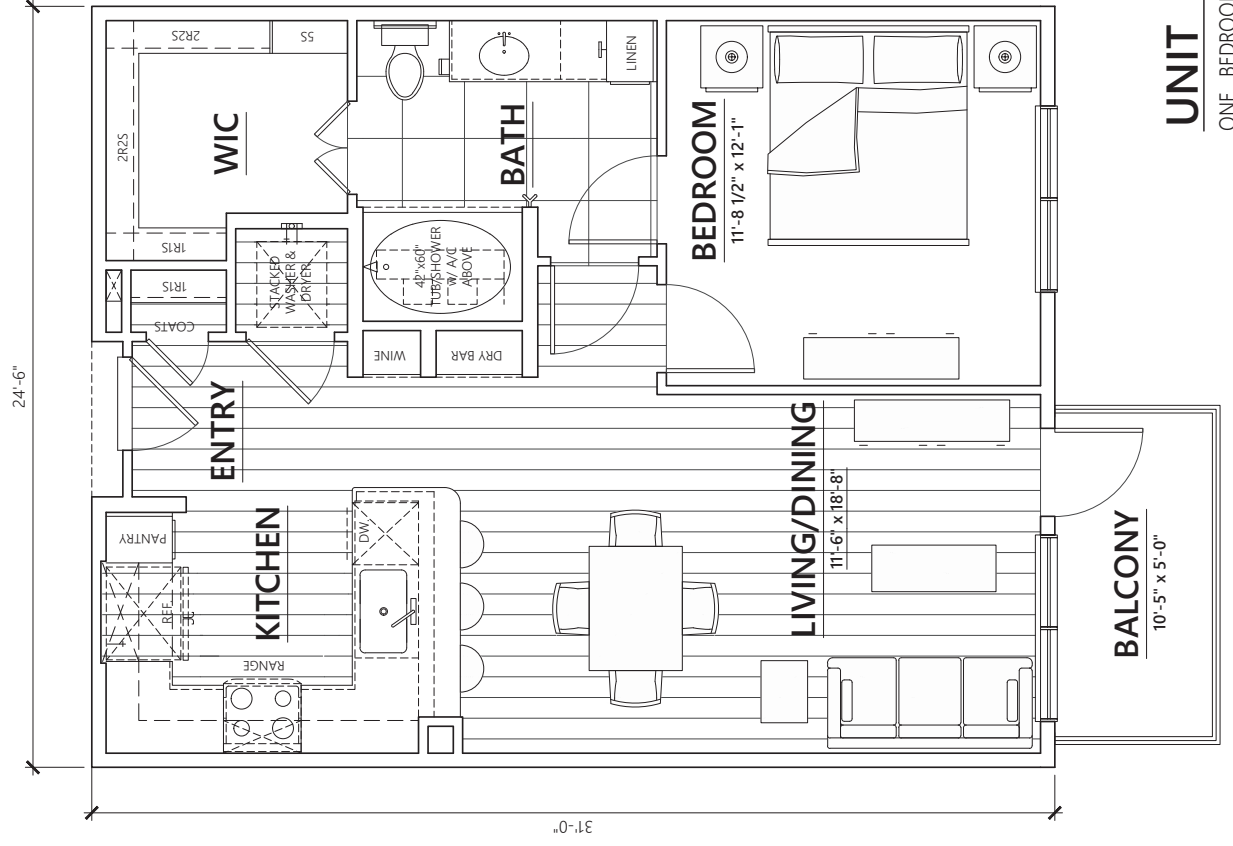 UNIT
ONE BEDROOM
24'-6"
31'-0"
WIC
2R2S
5S
2R2S
1R1S
1R1S
COATS
STACKED
WASHER &
DRYER
42"x60"
TUB/SHOWER
W/ A/C
ABOVE
LINEN
BATH
WINE
DRY BAR
BEDROOM
11'-8 1/2" x 12'-1"
ENTRY
PANTRY
REF.
KITCHEN
RANGE
DW
LIVING/DINING
11'-6" x 18'-8"
BALCONY
10'-5" x 5'-0"